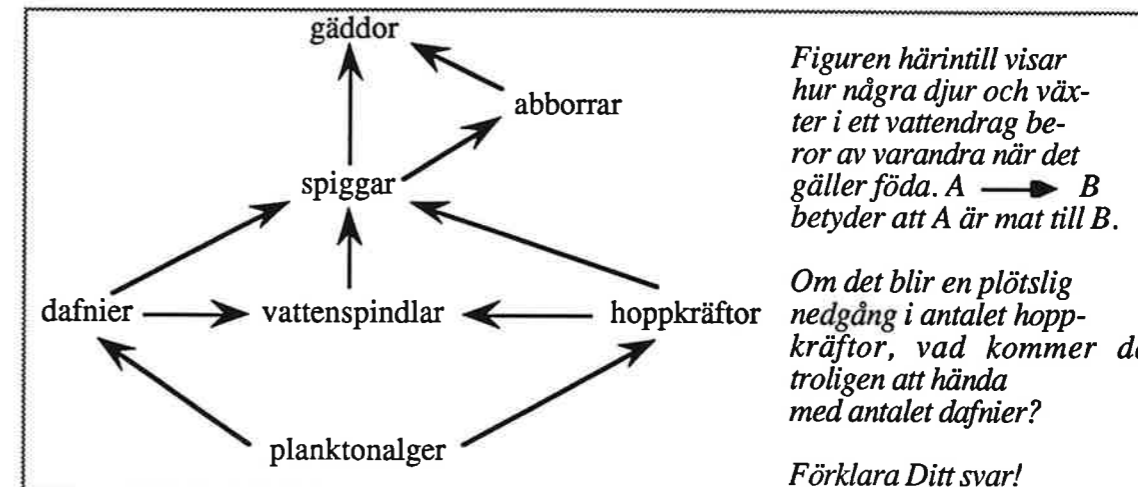 gäddor
abborrar
spiggar
dafnier
vattenspindlar
hoppkräftor
planktonalger
Figuren härintill visar
hur några djur och väx-
ter i ett vattendrag be-
ror av varandra när det
gäller föda. A → B
betyder att A är mat till B.
Om det blir en plötslig
nedgång i antalet hopp-
kräftor, vad kommer
troligen att hända
med antalet dafnier?
Förklara Ditt svar!